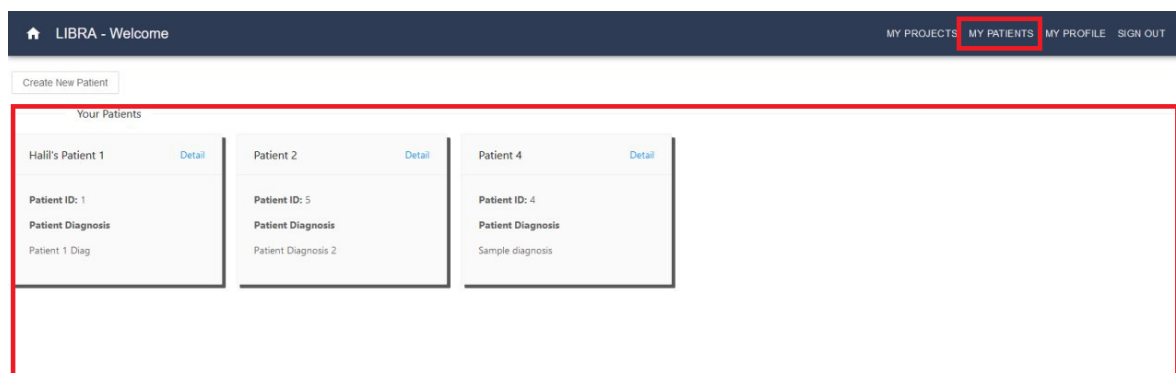 LIBRA - Welcome MY PROJECTS MY PATIENTS MY PROFILE SIGN OUT
Create New Patient
Your Patients
Halil's Patient 1 Detail
Patient ID: 1
Patient Diagnosis
Patient 1 Diag
Patient 2 Detail
Patient ID: 5
Patient Diagnosis
Patient Diagnosis 2
Patient 4 Detail
Patient ID: 4
Patient Diagnosis
Sample diagnosis